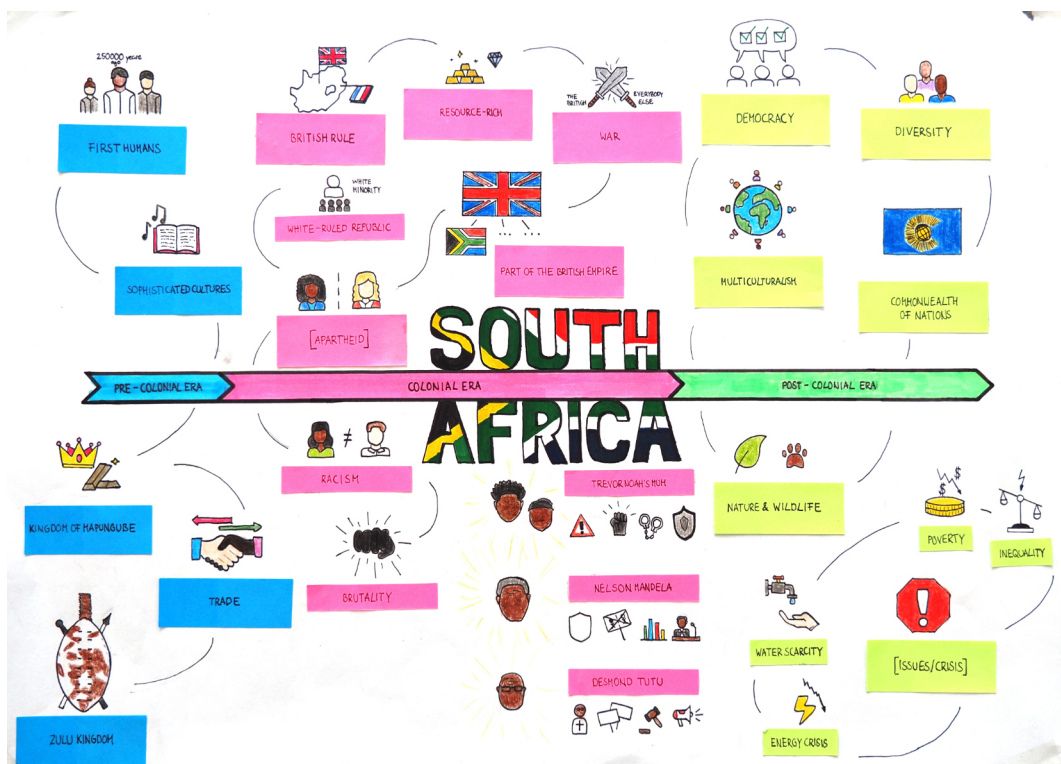 250000 years
ago
FIRST HUMANS
SOPHISTICATED CULTURES
BRITISH RULE
RESOURCE-RICH
THE
BRITISH
EVERYBODY
ELSE
WAR
WHITE
MINORITY
WHITE-RULED REPUBLIC
PART OF THE BRITISH EMPIRE
[APARTHEID]
DEMOCRACY
DIVERSITY
MULTICULTURALISM
COMMONWEALTH
OF NATIONS
SOUTH
PRE-COLONIAL ERA
COLONIAL ERA
POST-COLONIAL ERA
AFRICA
KINGDOM OF MAPUNGUBE
TRADE
ZULU KINGDOM
≠
RACISM
BRUTALITY
TREVOR NOAH'S MUM
NELSON MANDELA
DESMOND TUTU
NATURE & WILDLIFE
$
$
POVERTY
INEQUALITY
WATER SCARCITY
[ISSUES/CRISIS]
ENERGY CRISIS